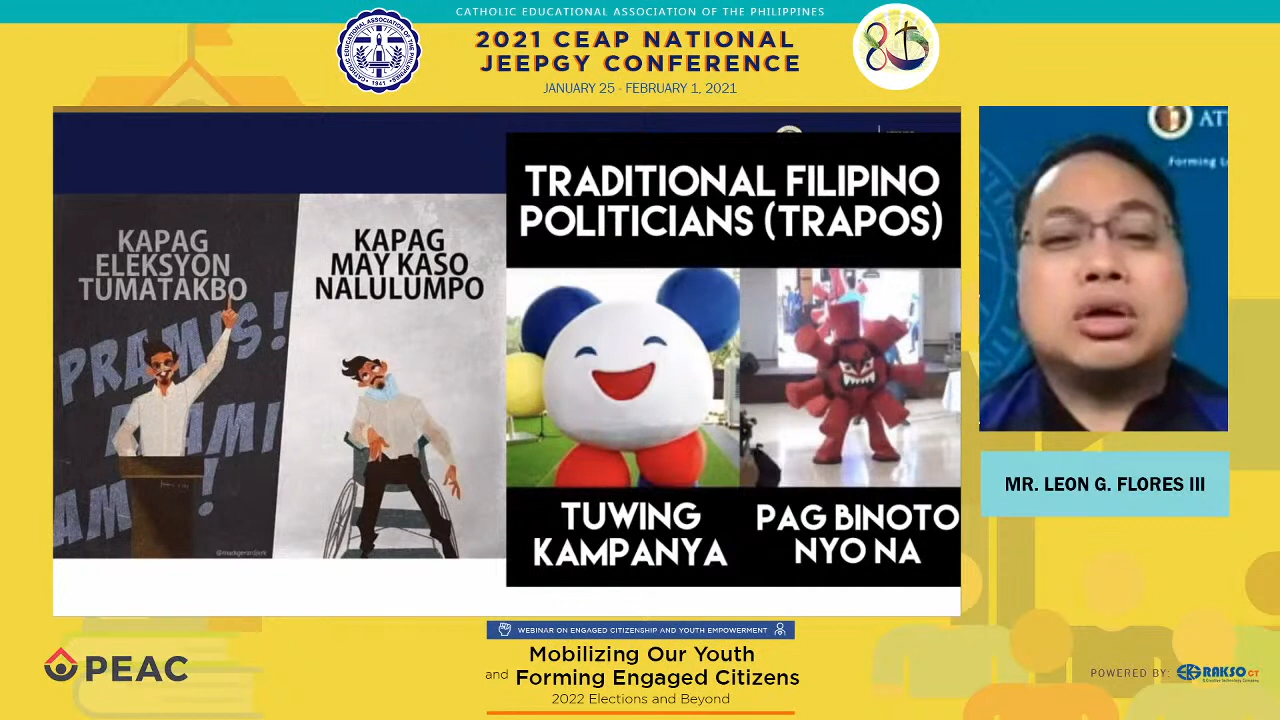 CATHOLIC EDUCATIONAL ASSOCIATION OF THE PHILIPPINES
2021 CEAP NATIONAL
JEEPGY CONFERENCE
JANUARY 25 - FEBRUARY 1, 2021
KAPAG
ELEKSYON
TUMATAKBO
PRAMIS!
KAPAG
MAY KASO
NALULUMPO
TRADITIONAL FILIPINO
POLITICIANS (TRAPOS)
TUWING
KAMPANYA
PAG BINOTO
NYO NA
MR. LEON G. FLORES III
WEBINAR ON ENGAGED CITIZENSHIP AND YOUTH EMPOWERMENT
Mobilizing Our Youth
and Forming Engaged Citizens
2022 Elections and Beyond
PEAC
POWERED BY: RAKSO CT